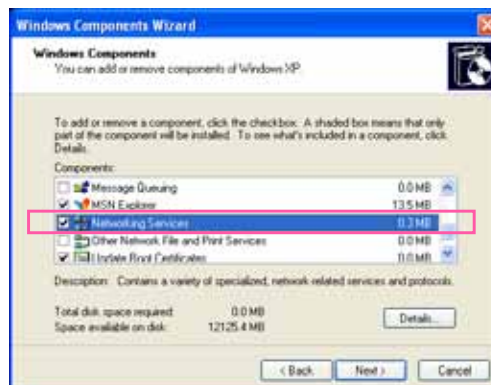 Windows Components Wizard
Windows Components
You can add or remove components of Windows XP.
To add or remove a component, click the checkbox. A shaded box means that only
part of the component will be installed. To see what's included in a component, click
Details.
Components:
Message Queuing 0.0 MB
MSN Explorer 13.5 MB
Networking Services 0.3 MB
Other Network File and Print Services 0.0 MB
Update Root Certificates 0.0 MB
Description: Contains a variety of specialized, network-related services and protocols.
Total disk space required: 0.0 MB
Space available on disk: 12125.4 MB
Details...
< Back
Next >
Cancel